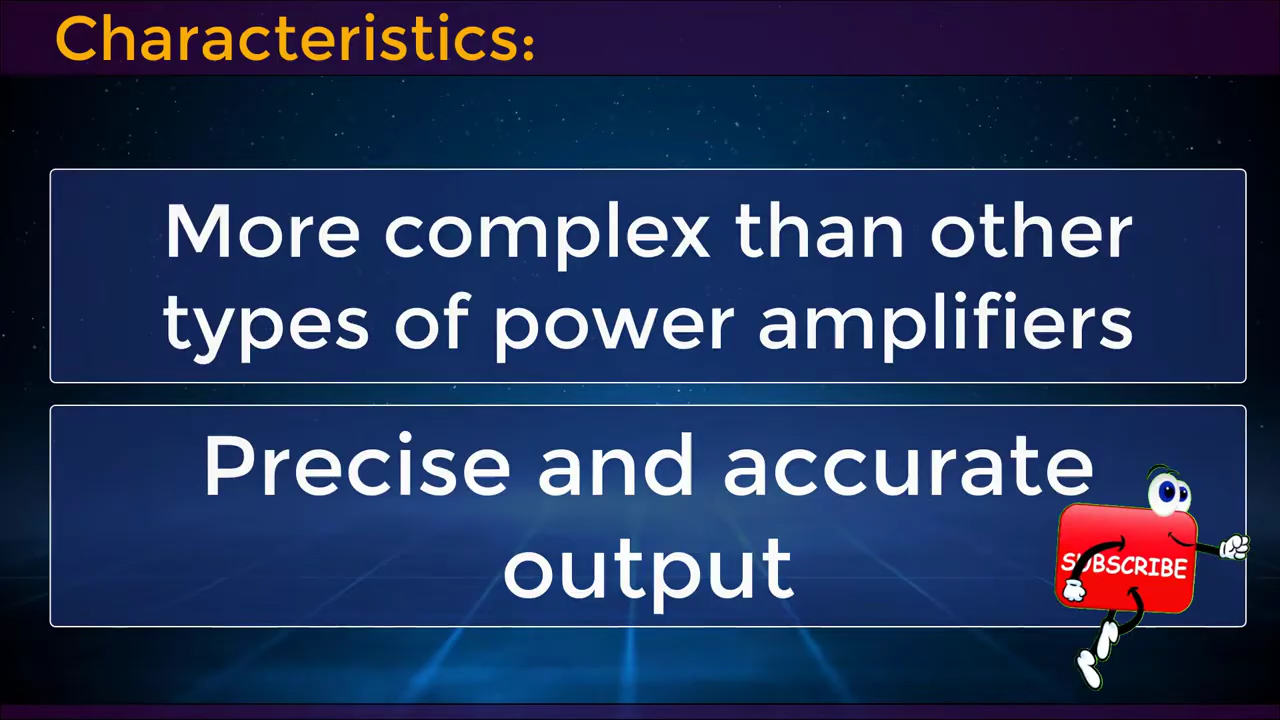 Characteristics:
More complex than other
types of power amplifiers
Precise and accurate
output
SUBSCRIBE